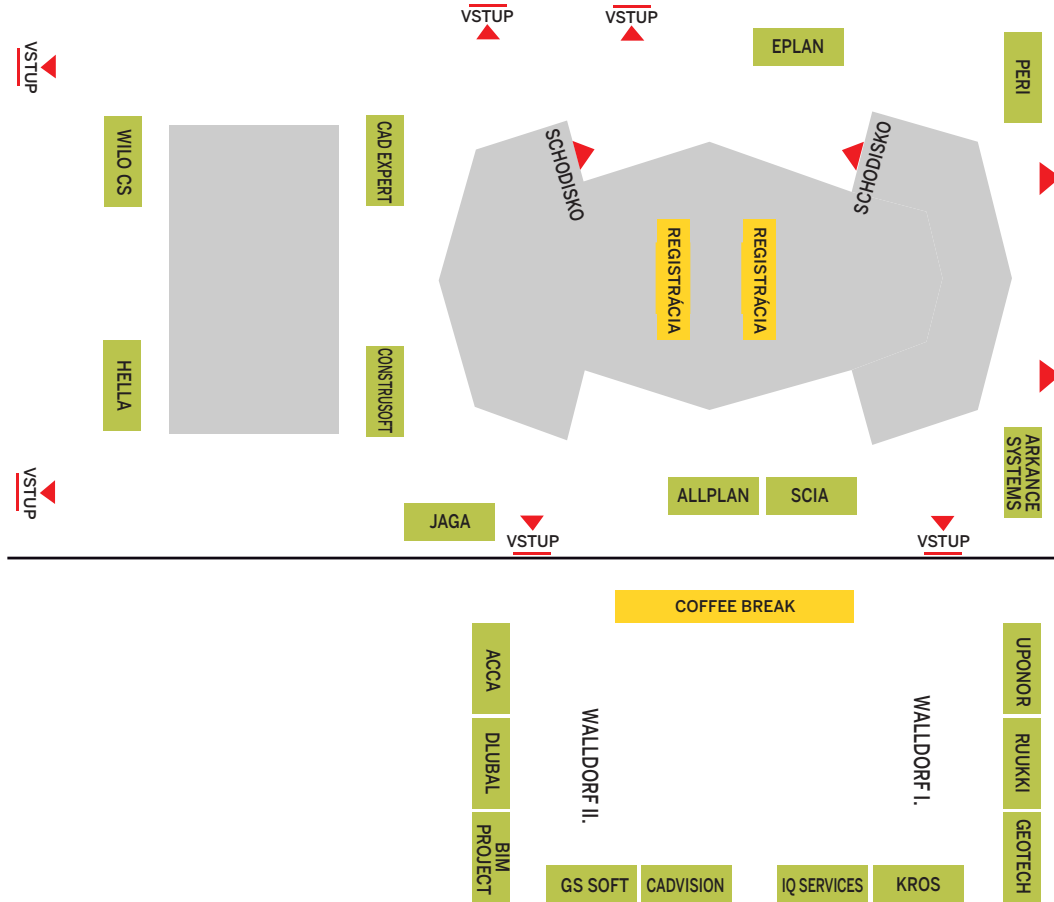 VSTUP
VSTUP
EPLAN
VSTUP
PERI
WILO CS
CAD EXPERT
SCHODISKO
SCHODISKO
REGISTRÁCIA
REGISTRÁCIA
HELLA
CONSTRUSOFT
VSTUP
JAGA
ALLPLAN
SCIA
ARKANCE
SYSTEMS
VSTUP
VSTUP
COFFEE BREAK
ACCA
UPONOR
WALLDORF II.
WALLDORF I.
DLUBAL
RUUKKI
BIM
PROJECT
GEOTECH
GS SOFT
CADVISION
IQ SERVICES
KROS